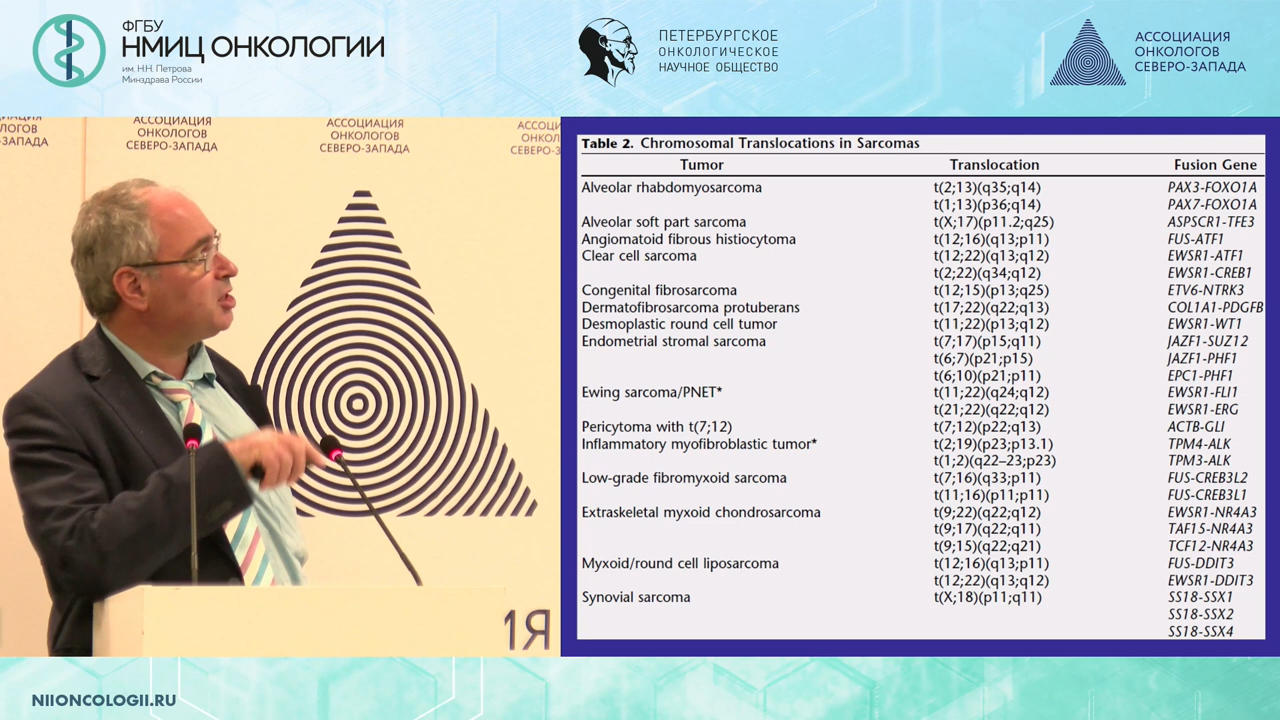 ФГБУ
НМИЦ ОНКОЛОГИИ
им. Н.Н. Петрова
Минздрава России
ПЕТЕРБУРГСКОЕ
ОНКОЛОГИЧЕСКОЕ
НАУЧНОЕ ОБЩЕСТВО
АССОЦИАЦИЯ
ОНКОЛОГОВ
СЕВЕРО-ЗАПАДА
АССОЦИАЦИЯ
ОНКОЛОГОВ
СЕВЕРО-ЗАПАДА
АССОЦИАЦИЯ
ОНКОЛОГОВ
СЕВЕРО-ЗАПАДА
Table 2. Chromosomal Translocations in Sarcomas
Tumor Translocation Fusion Gene
Alveolar rhabdomyosarcoma t(2;13)(q35;q14) PAX3-FOXO1A
t(1;13)(p36;q14) PAX7-FOXO1A
Alveolar soft part sarcoma t(X;17)(p11.2;q25) ASPSCR1-TFE3
Angiomatoid fibrous histiocytoma t(12;16)(q13;p11) FUS-ATF1
Clear cell sarcoma t(12;22)(q13;q12) EWSR1-ATF1
t(2;22)(q34;q12) EWSR1-CREB1
Congenital fibrosarcoma t(12;15)(p13;q25) ETV6-NTRK3
Dermatofibrosarcoma protuberans t(17;22)(q22;q13) COL1A1-PDGFB
Desmoplastic round cell tumor t(11;22)(p13;q12) EWSR1-WT1
Endometrial stromal sarcoma t(7;17)(p15;q11) JAZF1-SUZ12
t(6;7)(p21;p15) JAZF1-PHF1
t(6;10)(p21;p11) EPC1-PHF1
Ewing sarcoma/PNET* t(11;22)(q24;q12) EWSR1-FLI1
t(21;22)(q22;q12) EWSR1-ERG
Pericytoma with t(7;12) t(7;12)(p22;q13) ACTB-GLI
Inflammatory myofibroblastic tumor* t(2;19)(p23;p13.1) TPM4-ALK
t(1;2)(q22–23;p23) TPM3-ALK
Low-grade fibromyxoid sarcoma t(7;16)(q33;p11) FUS-CREB3L2
t(11;16)(p11;p11) FUS-CREB3L1
Extraskeletal myxoid chondrosarcoma t(9;22)(q22;q12) EWSR1-NR4A3
t(9;17)(q22;q11) TAF15-NR4A3
t(9;15)(q22;q21) TCF12-NR4A3
Myxoid/round cell liposarcoma t(12;16)(q13;p11) FUS-DDIT3
t(12;22)(q13;q12) EWSR1-DDIT3
Synovial sarcoma t(X;18)(p11;q11) SS18-SSX1
SS18-SSX2
SS18-SSX4
NIIONCOLOGII.RU